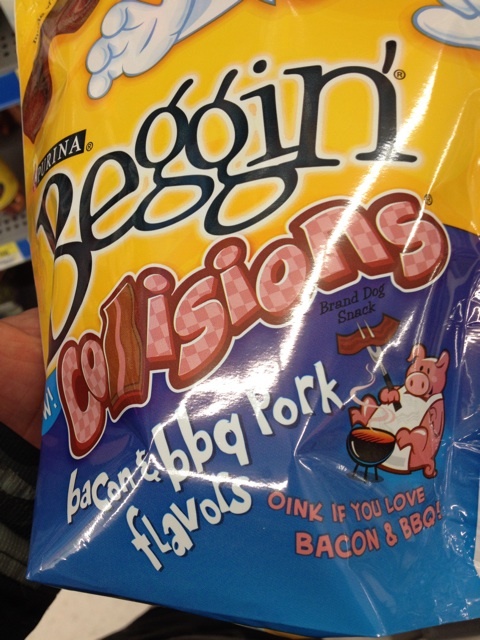 PURINA®
Beggin'®
Collisions®
Brand Dog
Snack
bacon & bbq Pork
flavors
OINK IF YOU LOVE
BACON & BBQ!